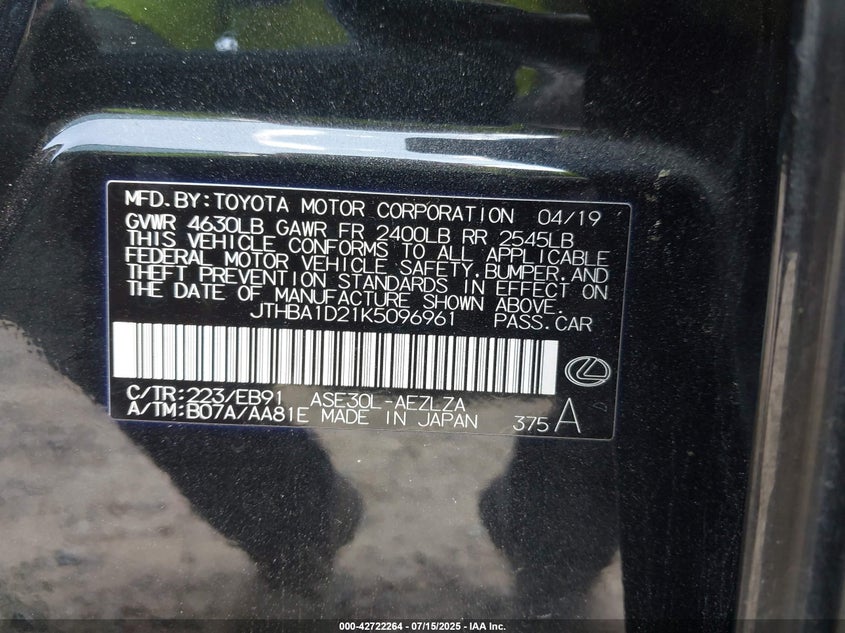 MFD.BY:TOYOTA MOTOR CORPORATION 04/19
GVWR 4630LB GAWR FR 2400LB RR 2545LB
THIS VEHICLE CONFORMS TO ALL APPLICABLE
FEDERAL MOTOR VEHICLE SAFETY,BUMPER,AND
THEFT PREVENTION STANDARDS IN EFFECT ON
THE DATE OF MANUFACTURE SHOWN ABOVE.
JTHBA1D21K5096961 PASS.CAR
C/TR:223/EB91 ASE30L-AEZLZA
A/TM:B07A/AA81E MADE IN JAPAN 375 A
000-42722264 - 07/15/2025 - IAA Inc.